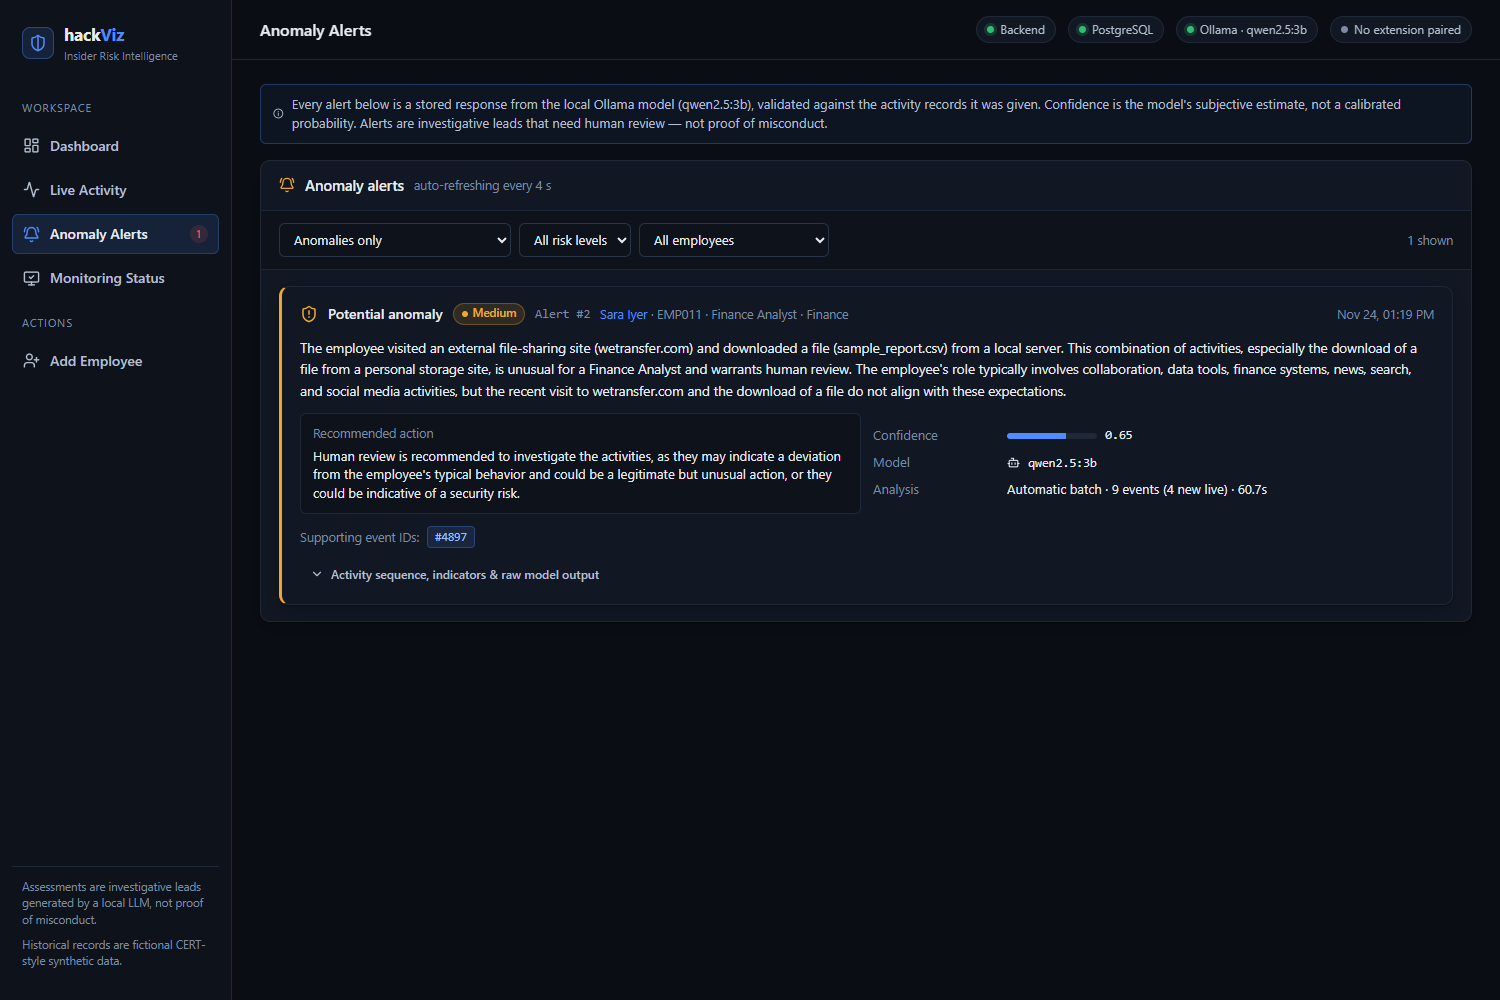 hackViz
Insider Risk Intelligence
WORKSPACE
Dashboard
Live Activity
Anomaly Alerts 1
Monitoring Status
ACTIONS
Add Employee
Assessments are investigative leads
generated by a local LLM, not proof
of misconduct.
Historical records are fictional CERT-
style synthetic data.
Anomaly Alerts
Backend
PostgreSQL
Ollama · qwen2.5:3b
No extension paired
Every alert below is a stored response from the local Ollama model (qwen2.5:3b), validated against the activity records it was given. Confidence is the model's subjective estimate, not a calibrated
probability. Alerts are investigative leads that need human review — not proof of misconduct.
Anomaly alerts auto-refreshing every 4 s
Anomalies only All risk levels All employees 1 shown
Potential anomaly Medium Alert #2 Sara Iyer · EMP011 · Finance Analyst · Finance Nov 24, 01:19 PM
The employee visited an external file-sharing site (wetransfer.com) and downloaded a file (sample_report.csv) from a local server. This combination of activities, especially the download of a
file from a personal storage site, is unusual for a Finance Analyst and warrants human review. The employee's role typically involves collaboration, data tools, finance systems, news, search,
and social media activities, but the recent visit to wetransfer.com and the download of a file do not align with these expectations.
Recommended action
Human review is recommended to investigate the activities, as they may indicate a deviation
from the employee's typical behavior and could be a legitimate but unusual action, or they
could be indicative of a security risk.
Confidence 0.65
Model qwen2.5:3b
Analysis Automatic batch · 9 events (4 new live) · 60.7s
Supporting event IDs: #4897
Activity sequence, indicators & raw model output